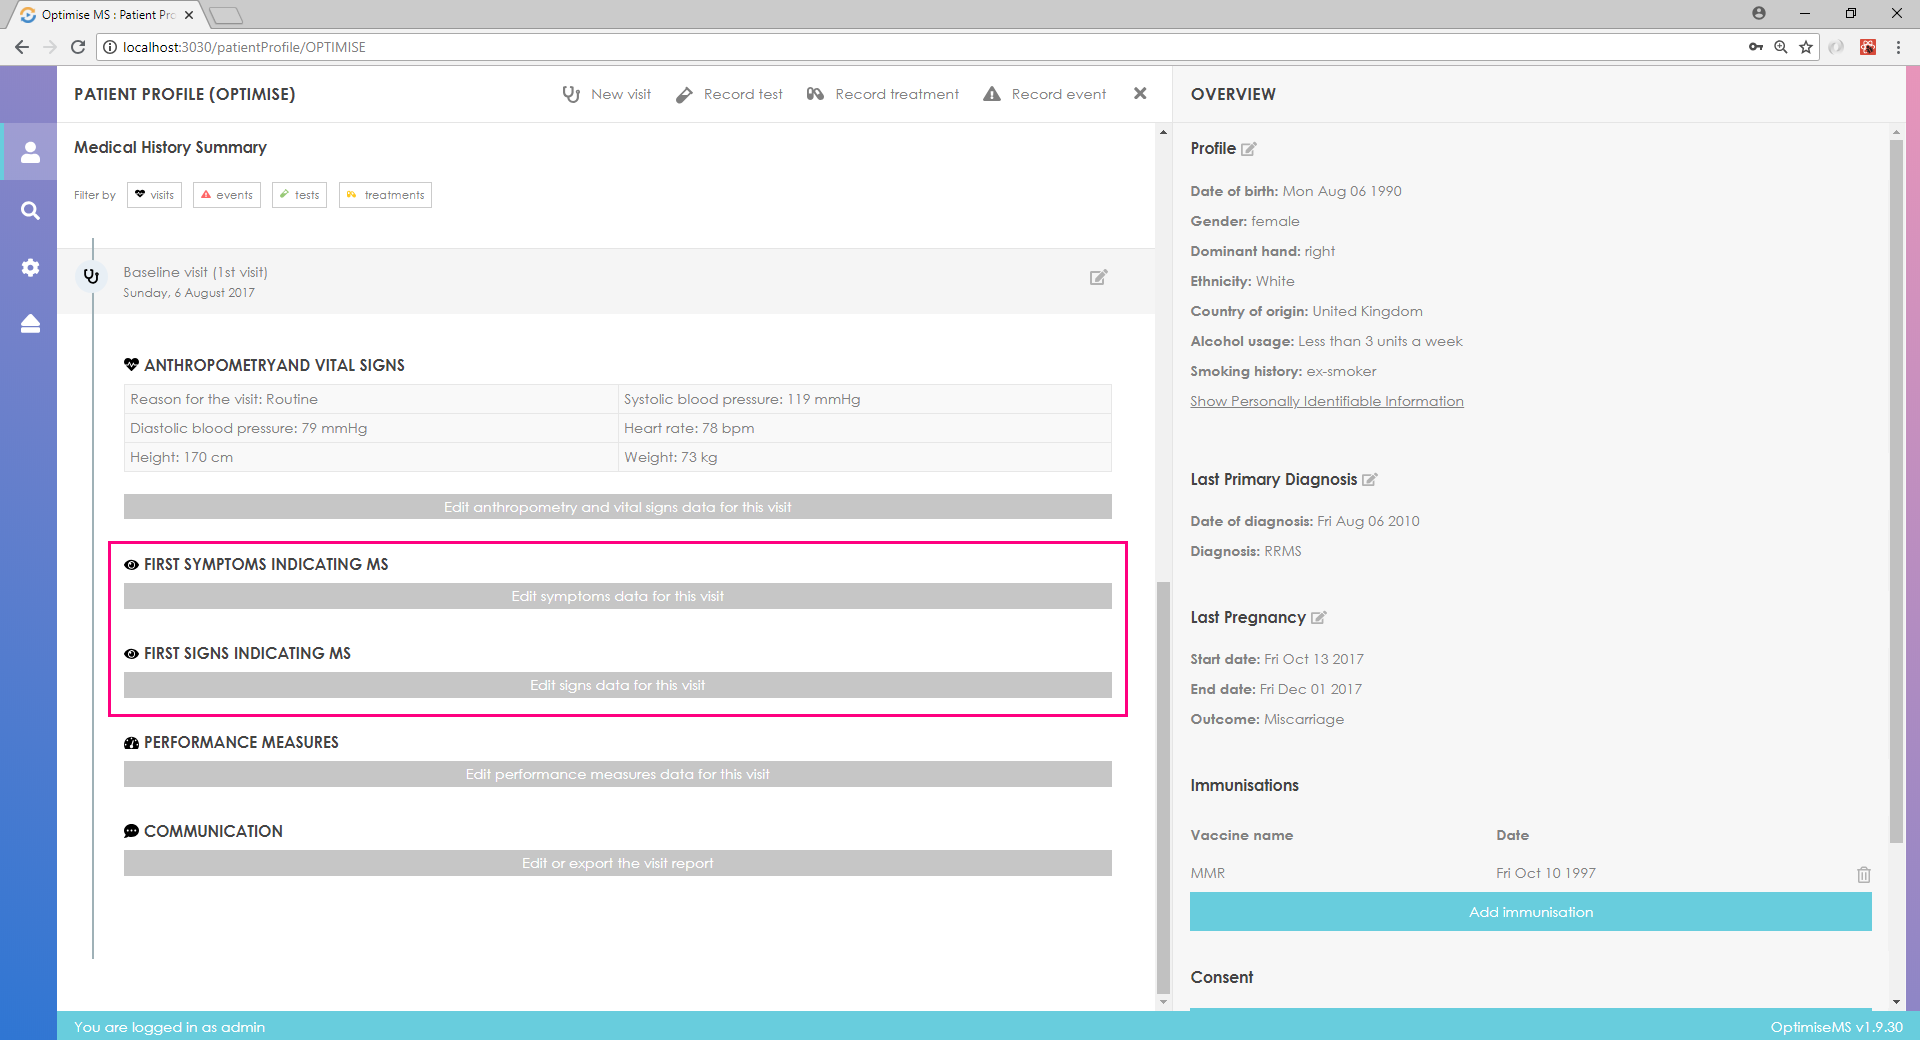 Optimise MS : Patient Pro
localhost:3030/patientProfile/OPTIMISE
PATIENT PROFILE (OPTIMISE)
New visit
Record test
Record treatment
Record event
Medical History Summary
Filter by
visits
events
tests
treatments
Baseline visit (1st visit)
Sunday, 6 August 2017
ANTHROPOMETRYAND VITAL SIGNS
Reason for the visit: Routine
Systolic blood pressure: 119 mmHg
Diastolic blood pressure: 79 mmHg
Heart rate: 78 bpm
Height: 170 cm
Weight: 73 kg
Edit anthropometry and vital signs data for this visit
FIRST SYMPTOMS INDICATING MS
Edit symptoms data for this visit
FIRST SIGNS INDICATING MS
Edit signs data for this visit
PERFORMANCE MEASURES
Edit performance measures data for this visit
COMMUNICATION
Edit or export the visit report
OVERVIEW
Profile
Date of birth: Mon Aug 06 1990
Gender: female
Dominant hand: right
Ethnicity: White
Country of origin: United Kingdom
Alcohol usage: Less than 3 units a week
Smoking history: ex-smoker
Show Personally Identifiable Information
Last Primary Diagnosis
Date of diagnosis: Fri Aug 06 2010
Diagnosis: RRMS
Last Pregnancy
Start date: Fri Oct 13 2017
End date: Fri Dec 01 2017
Outcome: Miscarriage
Immunisations
Vaccine name
Date
MMR
Fri Oct 10 1997
Add immunisation
Consent
You are logged in as admin
OptimiseMS v1.9.30